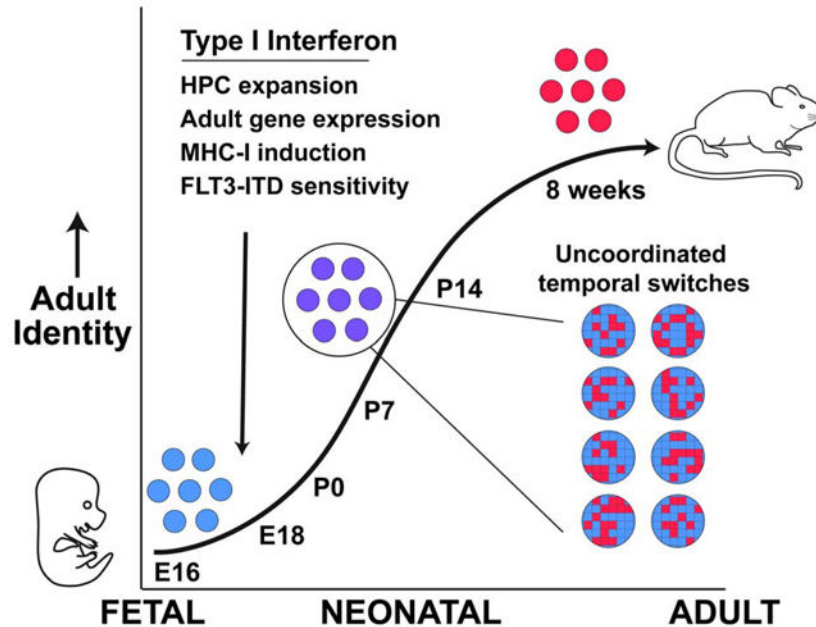 Type I Interferon
HPC expansion
Adult gene expression
MHC-I induction
FLT3-ITD sensitivity
8 weeks
Uncoordinated
temporal switches
P14
Adult
Identity
P7
P0
E18
E16
FETAL
NEONATAL
ADULT